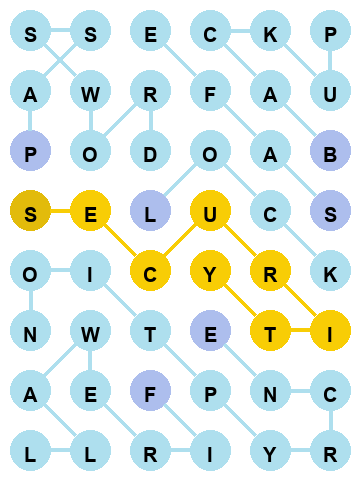 S S E C K P
A W R F A U
P O D O A B
S E L U C S
O I C Y R K
N W T E T I
A E F P N C
L L R I Y R